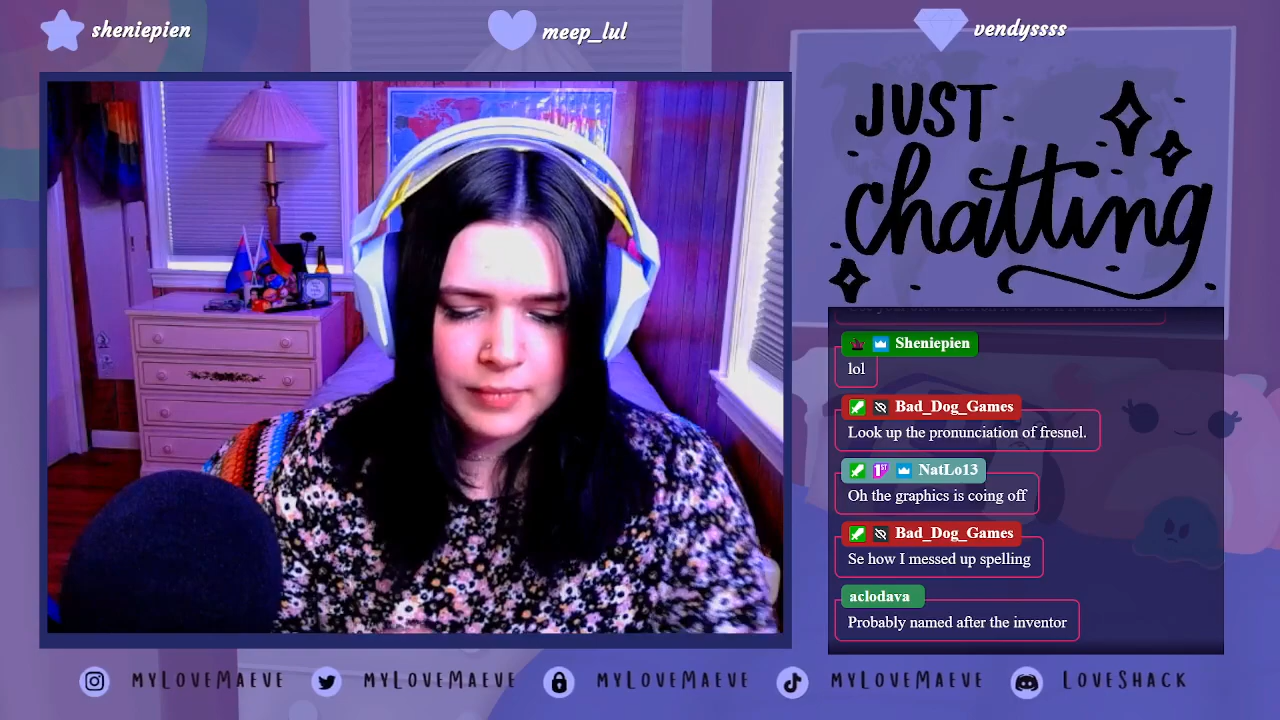 sheniepien
meep_lul
vendyssss
JUST
chatting
Sheniepien
lol
Bad_Dog_Games
Look up the pronunciation of fresnel.
1ST NatLo13
Oh the graphics is coing off
Bad_Dog_Games
Se how I messed up spelling
aclodava
Probably named after the inventor
MYLOVEMAEVE
MYLOVEMAEVE
MYLOVEMAEVE
MYLOVEMAEVE
LOVESHACK